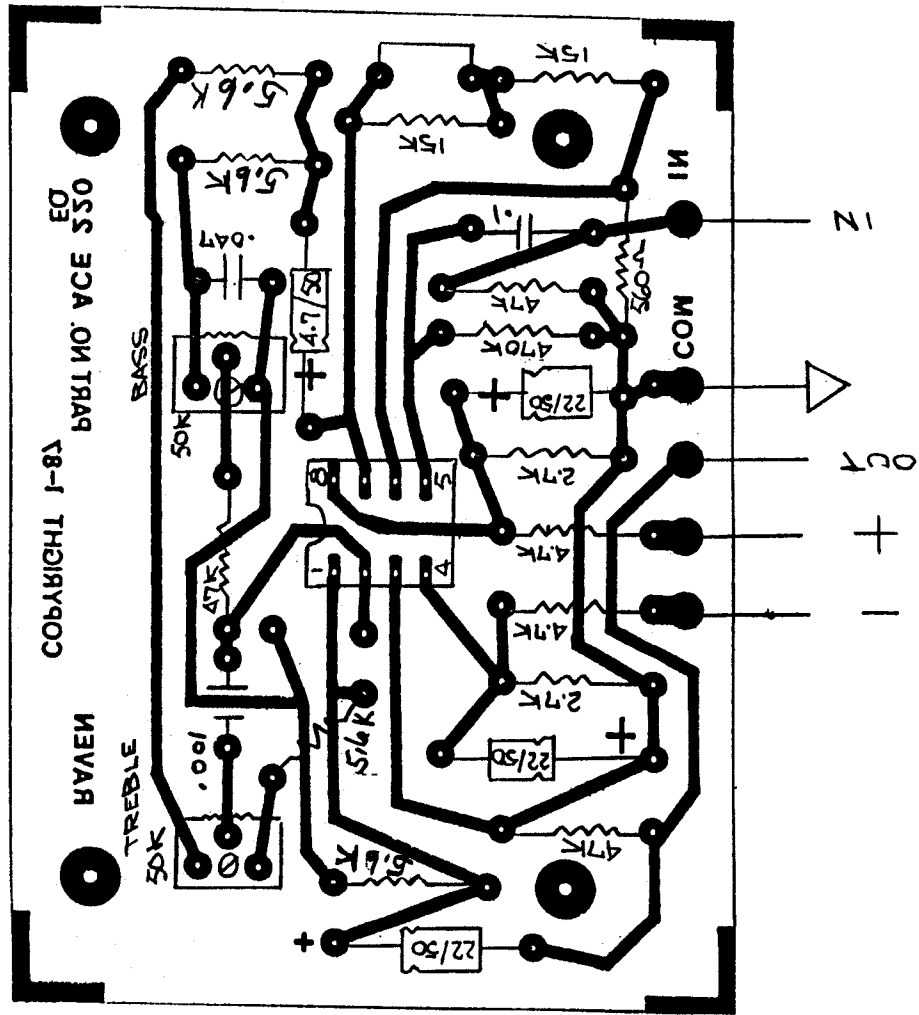 15K
5.6K
15K
5.6K
IN
IN
.1
EQ
PART NO. ACE 220
.047
4.7/50
+
47K
560Ω
470K
COM
BASS
+
22/50
50K
2.7K
OUT
8
5
COPYRIGHT 1-87
4.7K
+
1
4
47K
4.7K
-
2.7K
RAVEN
TREBLE
.001
5.6K
22/50
+
50K
47K
5.6K
+
22/50